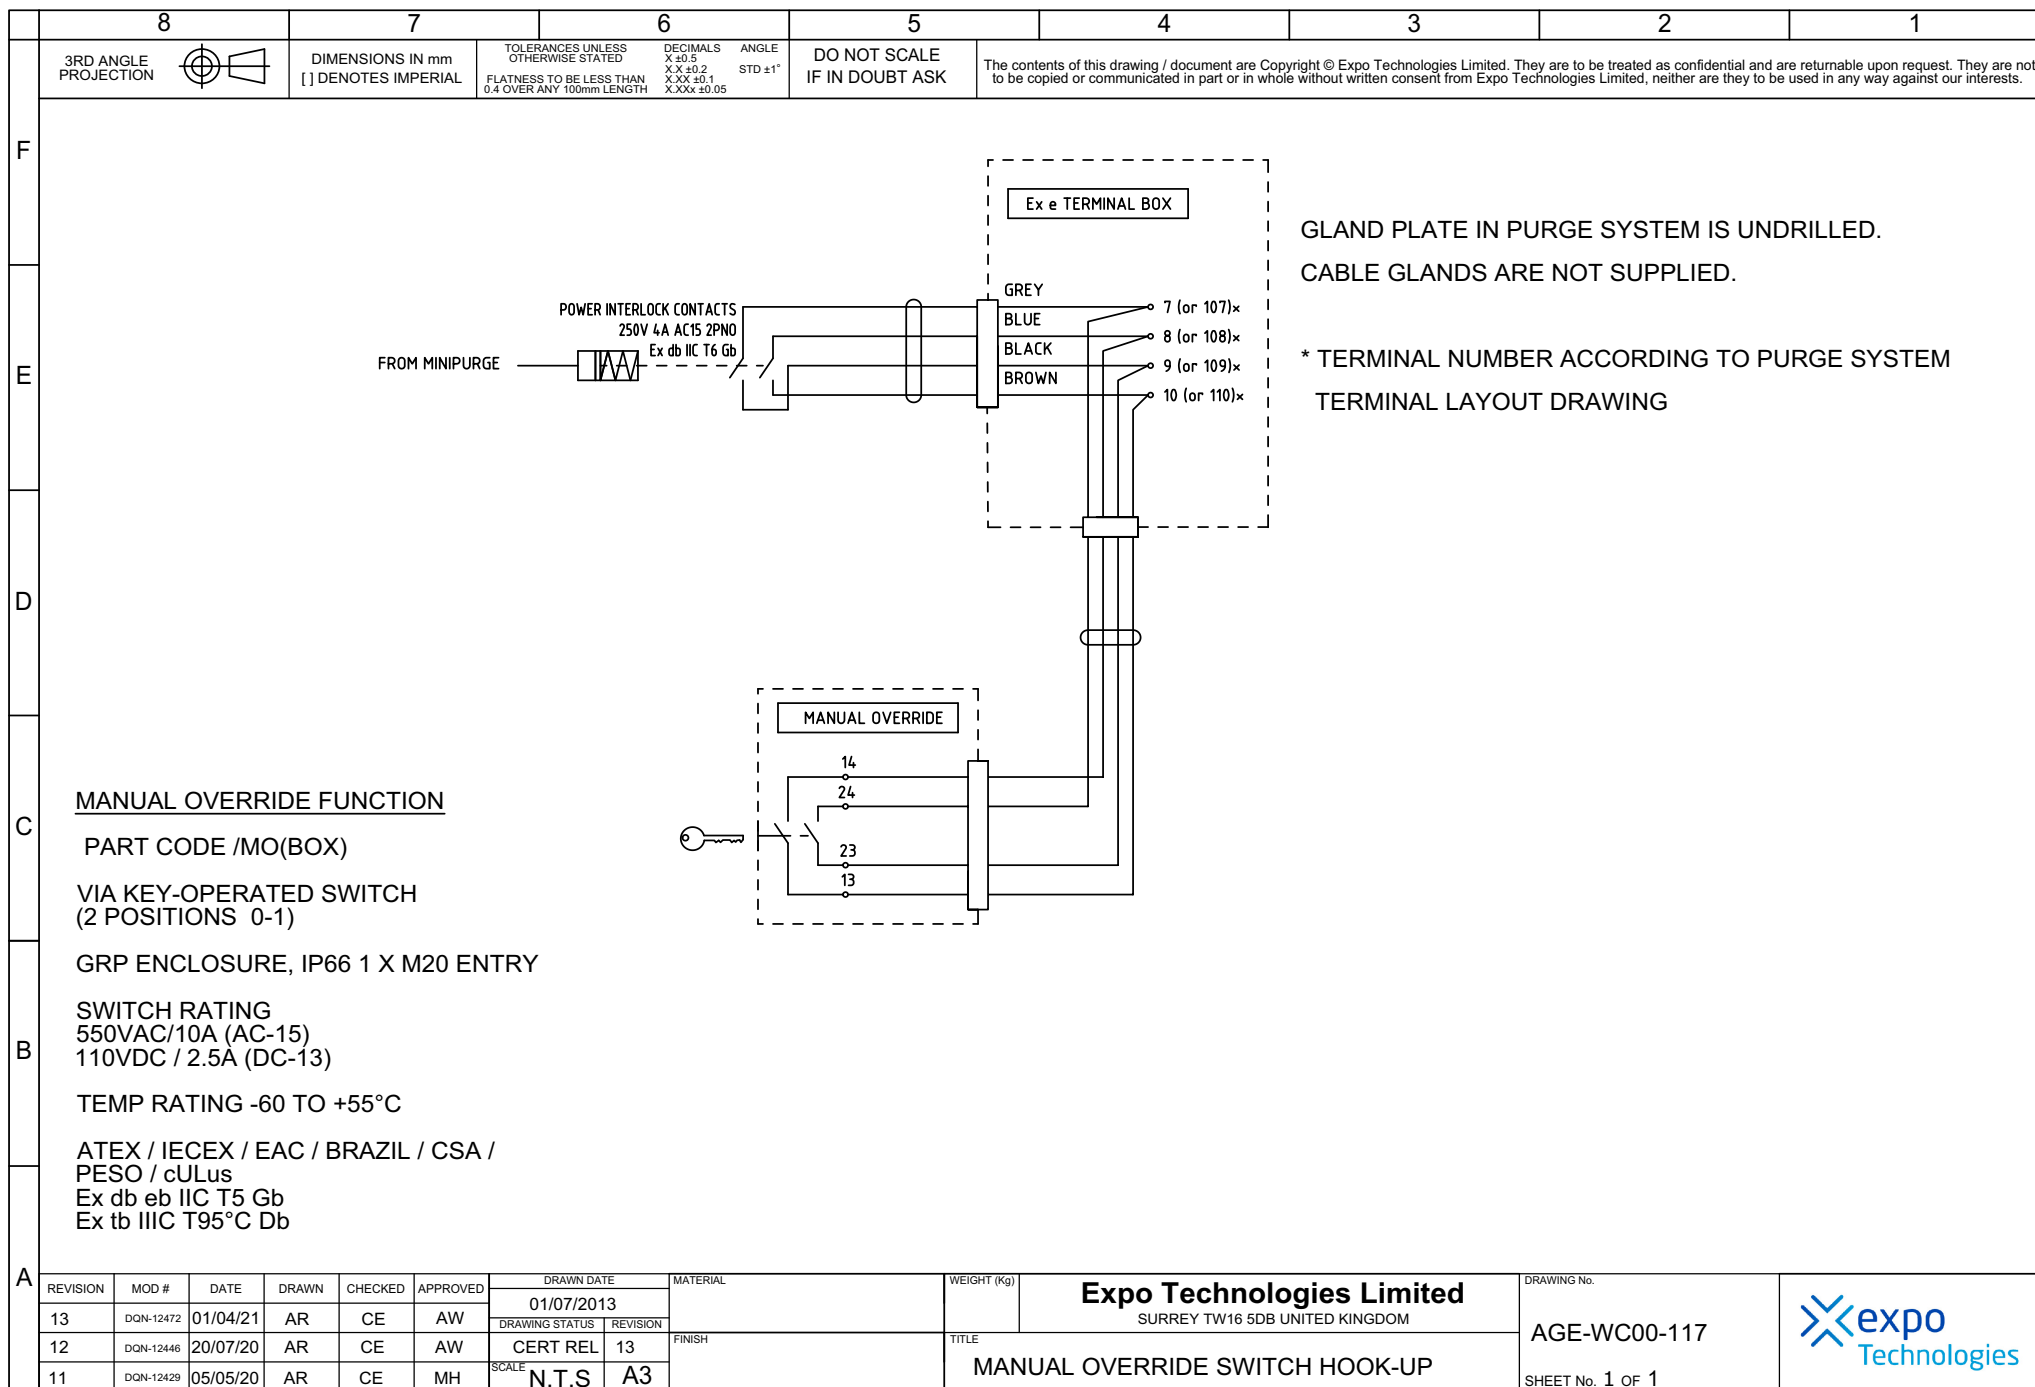 8 7 6 5 4 3 2 1
3RD ANGLE
PROJECTION
DIMENSIONS IN mm
[ ] DENOTES IMPERIAL
TOLERANCES UNLESS
OTHERWISE STATED
FLATNESS TO BE LESS THAN
0.4 OVER ANY 100mm LENGTH
DECIMALS
X ±0.5
X.X ±0.2
X.XX ±0.1
X.XXx ±0.05
ANGLE
STD ±1°
DO NOT SCALE
IF IN DOUBT ASK
The contents of this drawing / document are Copyright © Expo Technologies Limited. They are to be treated as confidential and are returnable upon request. They are not
to be copied or communicated in part or in whole without written consent from Expo Technologies Limited, neither are they to be used in any way against our interests.
F
E
D
C
B
A
Ex e TERMINAL BOX
GLAND PLATE IN PURGE SYSTEM IS UNDRILLED.
CABLE GLANDS ARE NOT SUPPLIED.
* TERMINAL NUMBER ACCORDING TO PURGE SYSTEM
TERMINAL LAYOUT DRAWING
POWER INTERLOCK CONTACTS
250V 4A AC15 2PNO
Ex db IIC T6 Gb
FROM MINIPURGE
GREY
BLUE
BLACK
BROWN
7 (or 107)×
8 (or 108)×
9 (or 109)×
10 (or 110)×
MANUAL OVERRIDE
14
24
23
13
MANUAL OVERRIDE FUNCTION
PART CODE /MO(BOX)
VIA KEY-OPERATED SWITCH
(2 POSITIONS 0-1)
GRP ENCLOSURE, IP66 1 X M20 ENTRY
SWITCH RATING
550VAC/10A (AC-15)
110VDC / 2.5A (DC-13)
TEMP RATING -60 TO +55°C
ATEX / IECEX / EAC / BRAZIL / CSA /
PESO / cULus
Ex db eb IIC T5 Gb
Ex tb IIIC T95°C Db
REVISION MOD # DATE DRAWN CHECKED APPROVED
13 DQN-12472 01/04/21 AR CE AW
12 DQN-12446 20/07/20 AR CE AW
11 DQN-12429 05/05/20 AR CE MH
DRAWN DATE
01/07/2013
DRAWING STATUS REVISION
CERT REL 13
SCALE N.T.S A3
MATERIAL
FINISH
WEIGHT (Kg)
Expo Technologies Limited
SURREY TW16 5DB UNITED KINGDOM
TITLE
MANUAL OVERRIDE SWITCH HOOK-UP
DRAWING No.
AGE-WC00-117
SHEET No. 1 OF 1
expo
Technologies